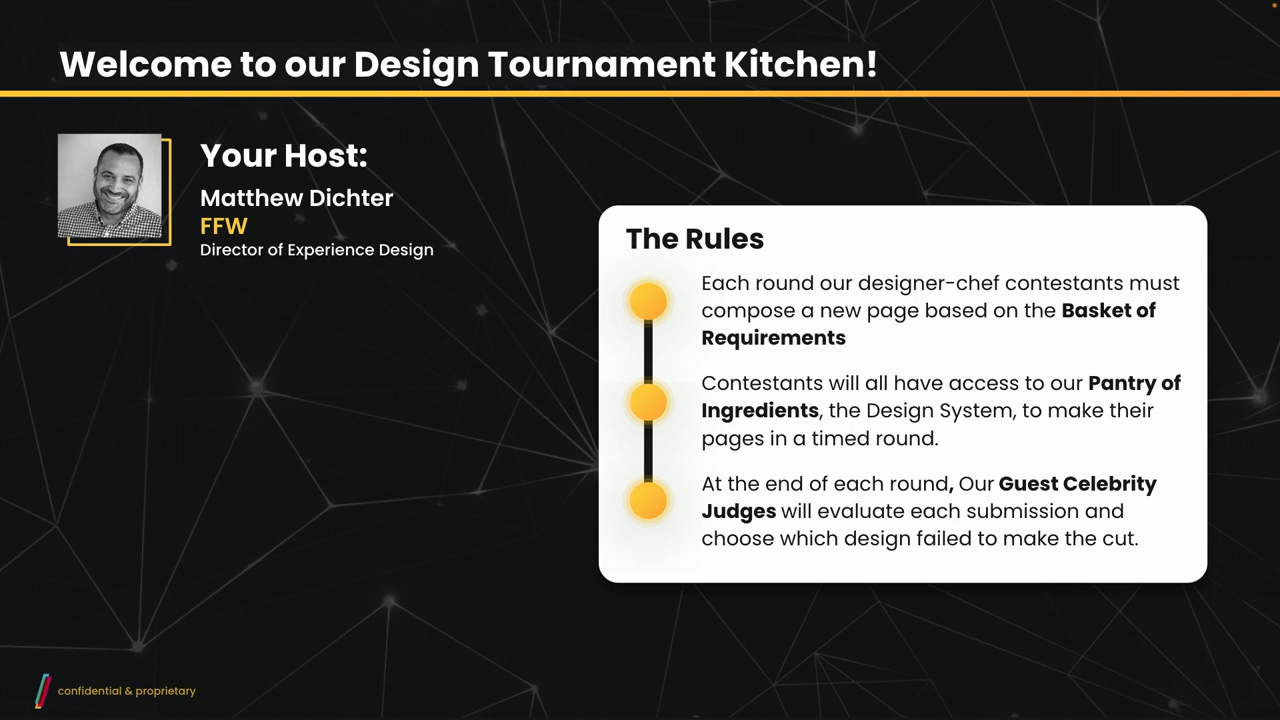 Welcome to our Design Tournament Kitchen!
Your Host:
Matthew Dichter
FFW
Director of Experience Design
The Rules
Each round our designer-chef contestants must
compose a new page based on the Basket of
Requirements
Contestants will all have access to our Pantry of
Ingredients, the Design System, to make their
pages in a timed round.
At the end of each round, Our Guest Celebrity
Judges will evaluate each submission and
choose which design failed to make the cut.
confidential & proprietary